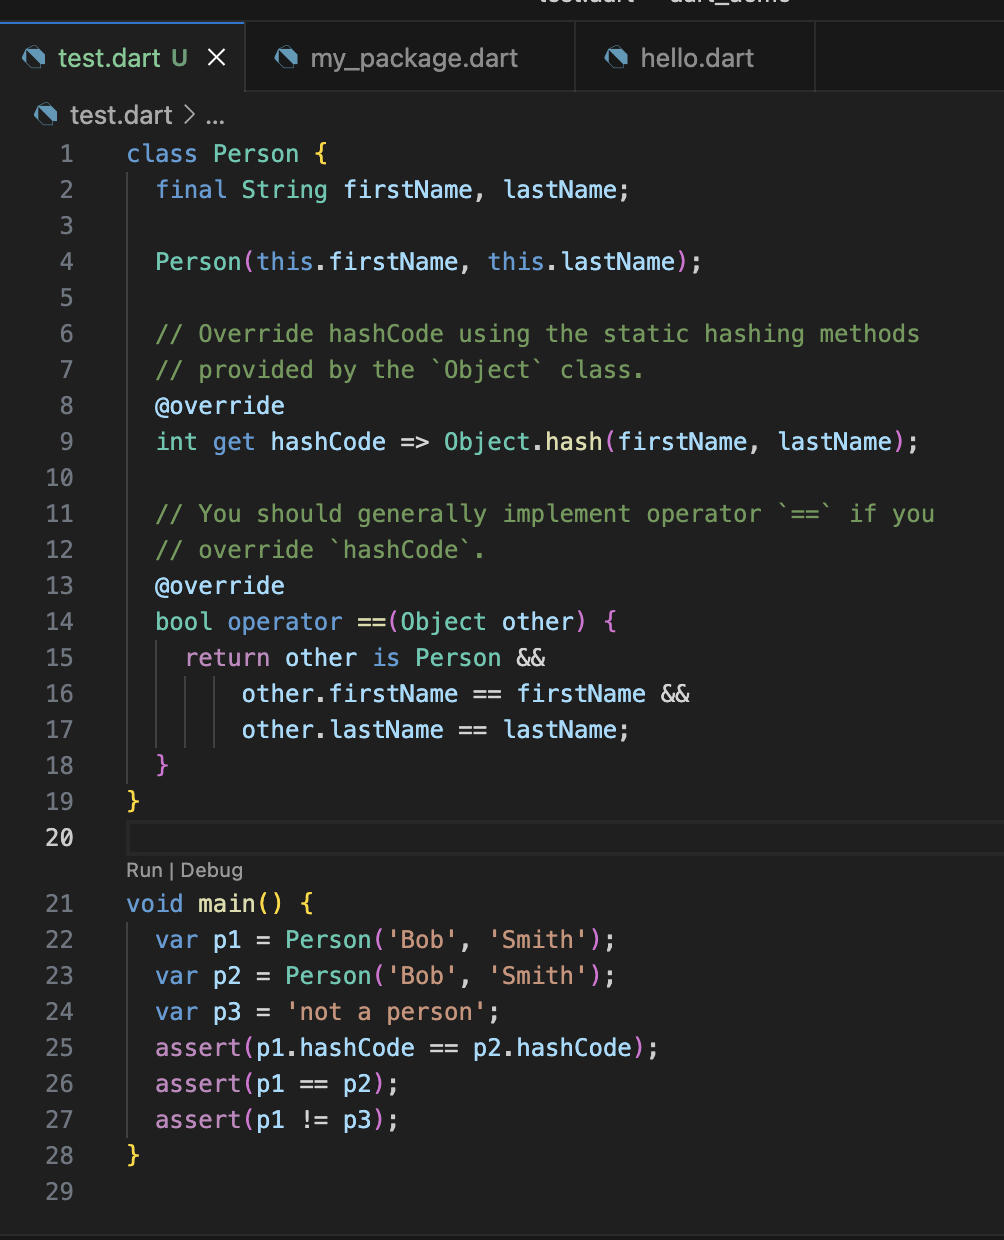 test.dart U
my_package.dart
hello.dart
test.dart > ...
1 class Person {
2   final String firstName, lastName;
3
4   Person(this.firstName, this.lastName);
5
6   // Override hashCode using the static hashing methods
7   // provided by the `Object` class.
8   @override
9   int get hashCode => Object.hash(firstName, lastName);
10
11   // You should generally implement operator `==` if you
12   // override `hashCode`.
13   @override
14   bool operator ==(Object other) {
15     return other is Person &&
16         other.firstName == firstName &&
17         other.lastName == lastName;
18   }
19 }
20
Run | Debug
21 void main() {
22   var p1 = Person('Bob', 'Smith');
23   var p2 = Person('Bob', 'Smith');
24   var p3 = 'not a person';
25   assert(p1.hashCode == p2.hashCode);
26   assert(p1 == p2);
27   assert(p1 != p3);
28 }
29